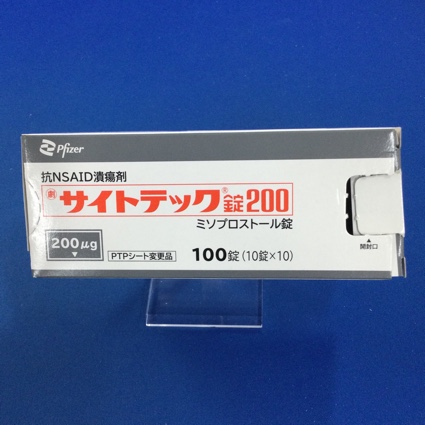 Pfizer
抗NSAID潰瘍剤
劇 サイトテック®錠200
ミソプロストール錠
200μg
PTPシート変更品
100錠(10錠×10)
開封口